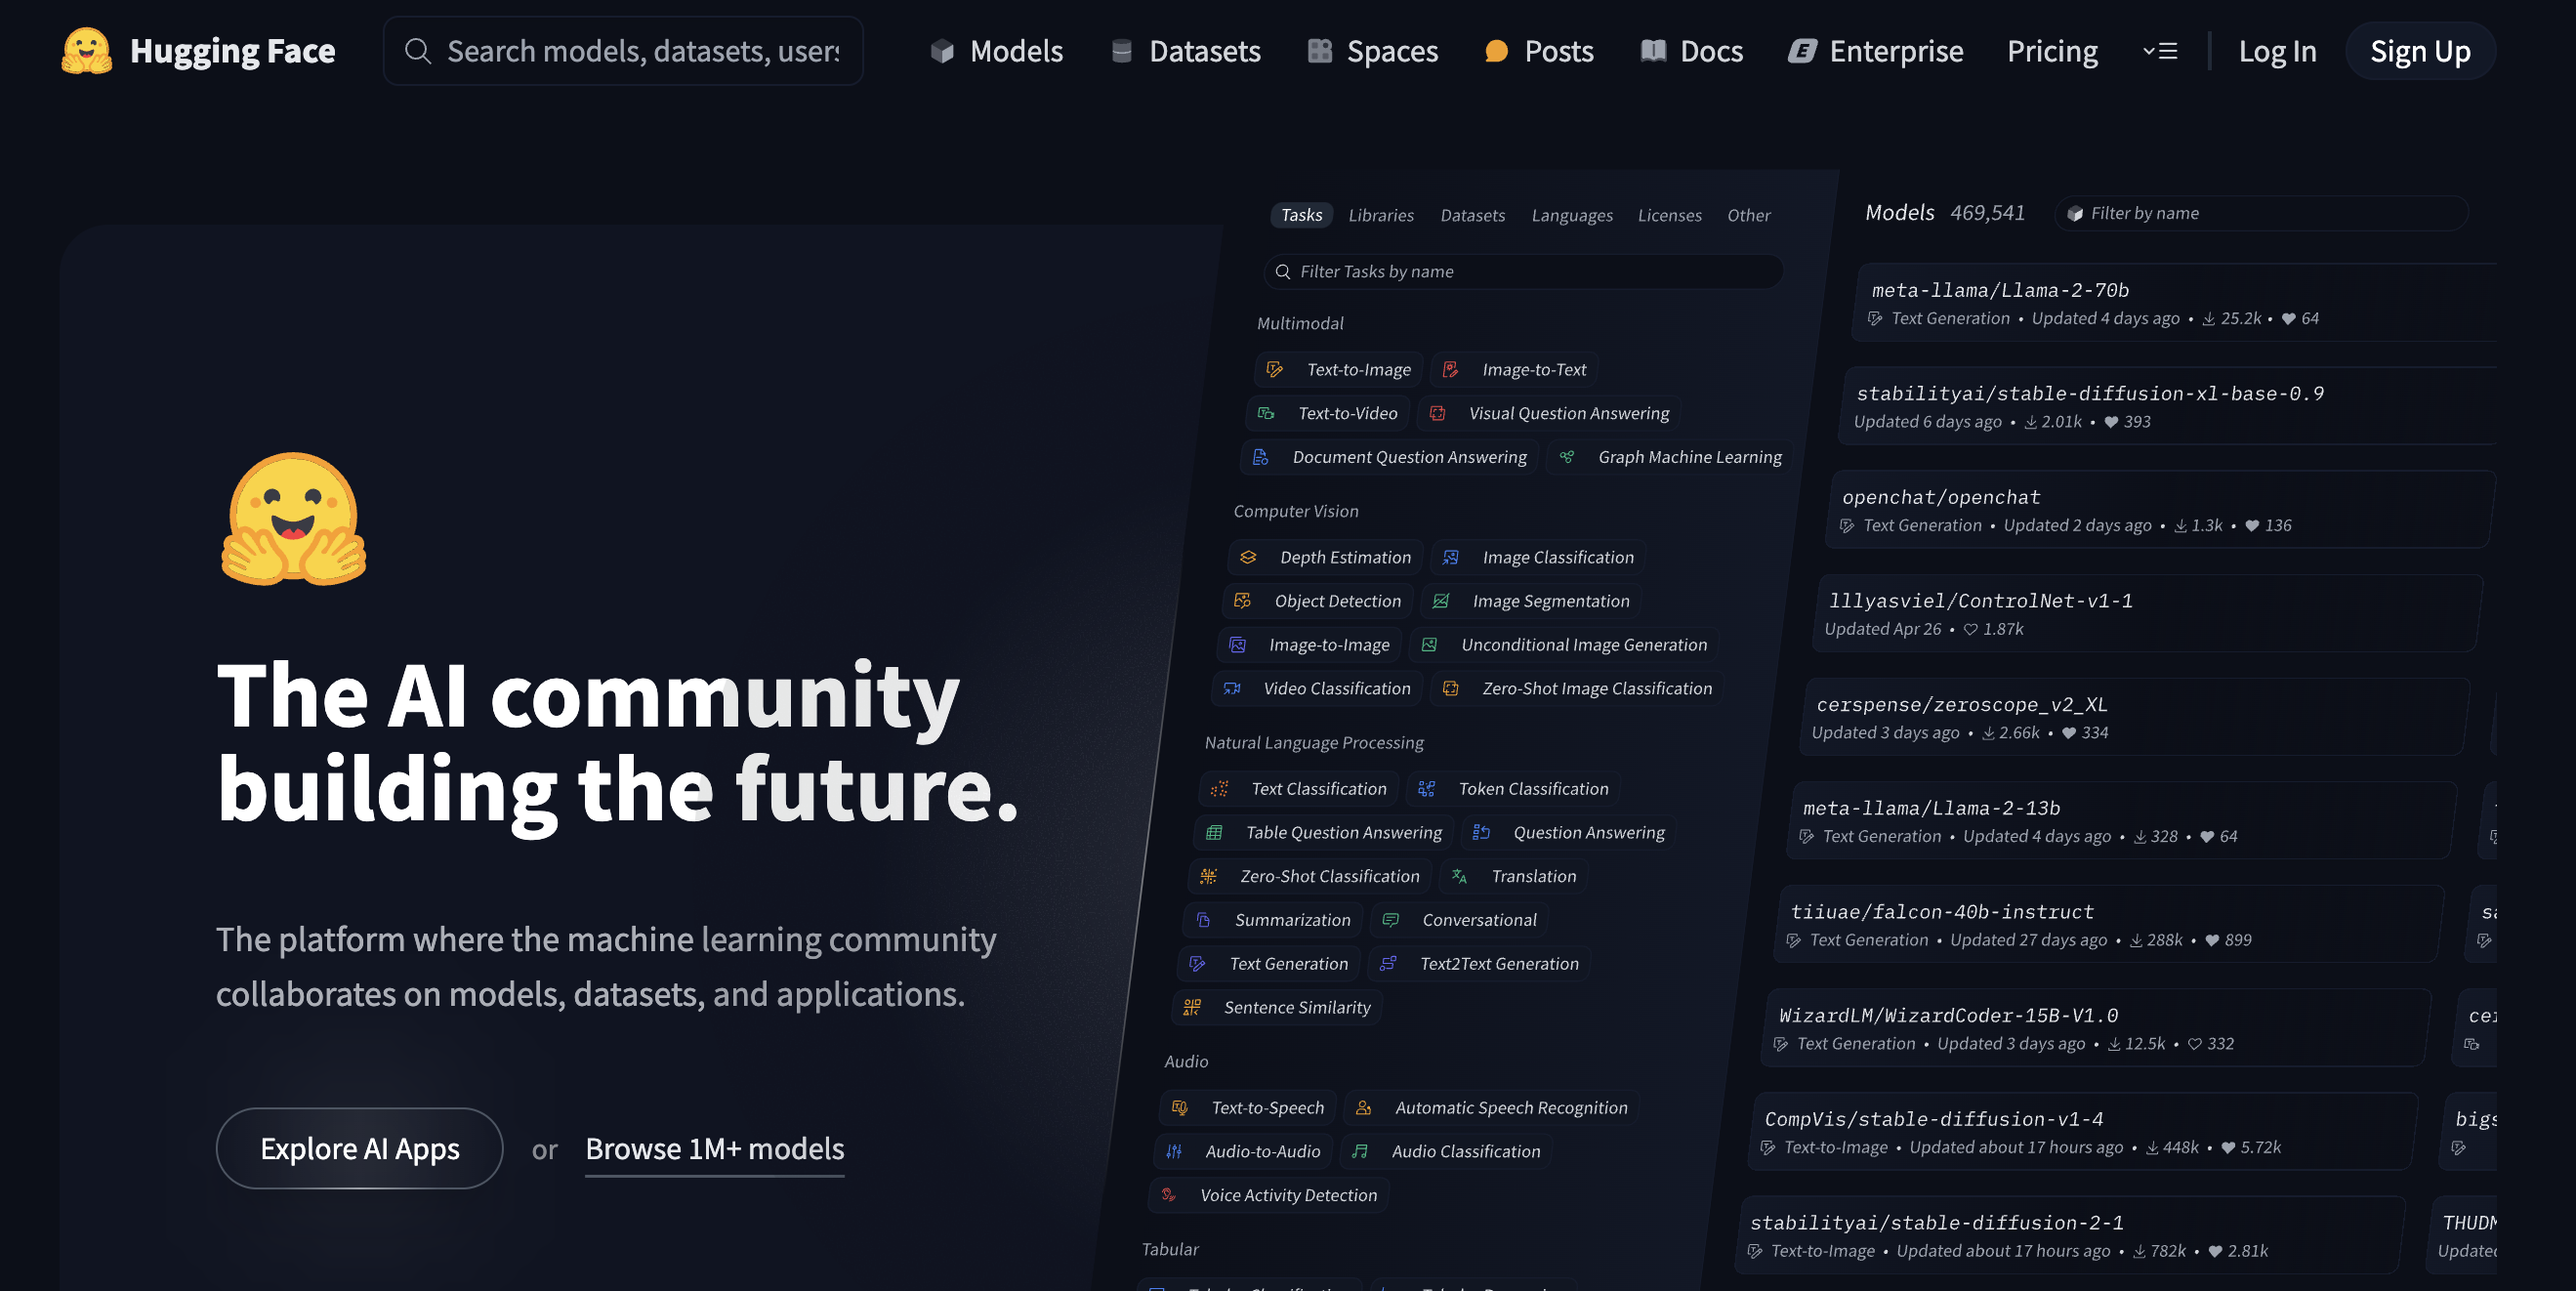 Hugging Face
Search models, datasets, users
Models
Datasets
Spaces
Posts
Docs
Enterprise
Pricing
Log In
Sign Up
The AI community
building the future.
The platform where the machine learning community
collaborates on models, datasets, and applications.
Explore AI Apps or Browse 1M+ models
Tasks Libraries Datasets Languages Licenses Other
Filter Tasks by name
Multimodal
Text-to-Image Image-to-Text
Text-to-Video Visual Question Answering
Document Question Answering Graph Machine Learning
Computer Vision
Depth Estimation Image Classification
Object Detection Image Segmentation
Image-to-Image Unconditional Image Generation
Video Classification Zero-Shot Image Classification
Natural Language Processing
Text Classification Token Classification
Table Question Answering Question Answering
Zero-Shot Classification Translation
Summarization Conversational
Text Generation Text2Text Generation
Sentence Similarity
Audio
Text-to-Speech Automatic Speech Recognition
Audio-to-Audio Audio Classification
Voice Activity Detection
Tabular
Models 469,541 Filter by name
meta-llama/Llama-2-70b
Text Generation • Updated 4 days ago • 25.2k • 64
stabilityai/stable-diffusion-xl-base-0.9
Updated 6 days ago • 2.01k • 393
openchat/openchat
Text Generation • Updated 2 days ago • 1.3k • 136
lllyasviel/ControlNet-v1-1
Updated Apr 26 • 1.87k
cerspense/zeroscope_v2_XL
Updated 3 days ago • 2.66k • 334
meta-llama/Llama-2-13b
Text Generation • Updated 4 days ago • 328 • 64
tiiuae/falcon-40b-instruct
Text Generation • Updated 27 days ago • 288k • 899
WizardLM/WizardCoder-15B-V1.0
Text Generation • Updated 3 days ago • 12.5k • 332
CompVis/stable-diffusion-v1-4
Text-to-Image • Updated about 17 hours ago • 448k • 5.72k
stabilityai/stable-diffusion-2-1
Text-to-Image • Updated about 17 hours ago • 782k • 2.81k